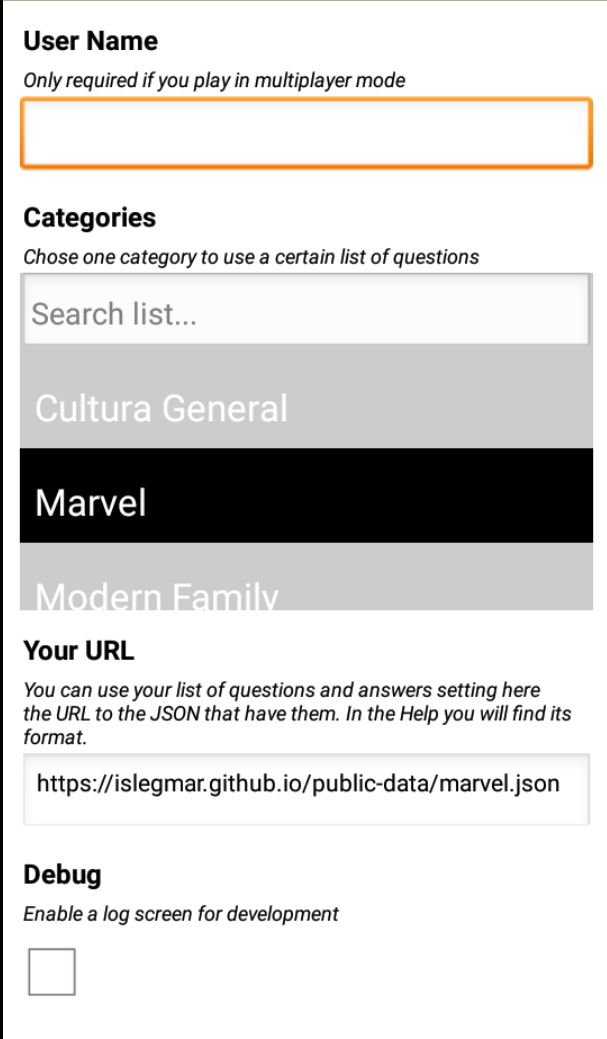 User Name
Only required if you play in multiplayer mode
Categories
Chose one category to use a certain list of questions
Search list...
Cultura General
Marvel
Modern Family
Your URL
You can use your list of questions and answers setting here
the URL to the JSON that have them. In the Help you will find its
format.
https://islegmar.github.io/public-data/marvel.json
Debug
Enable a log screen for development